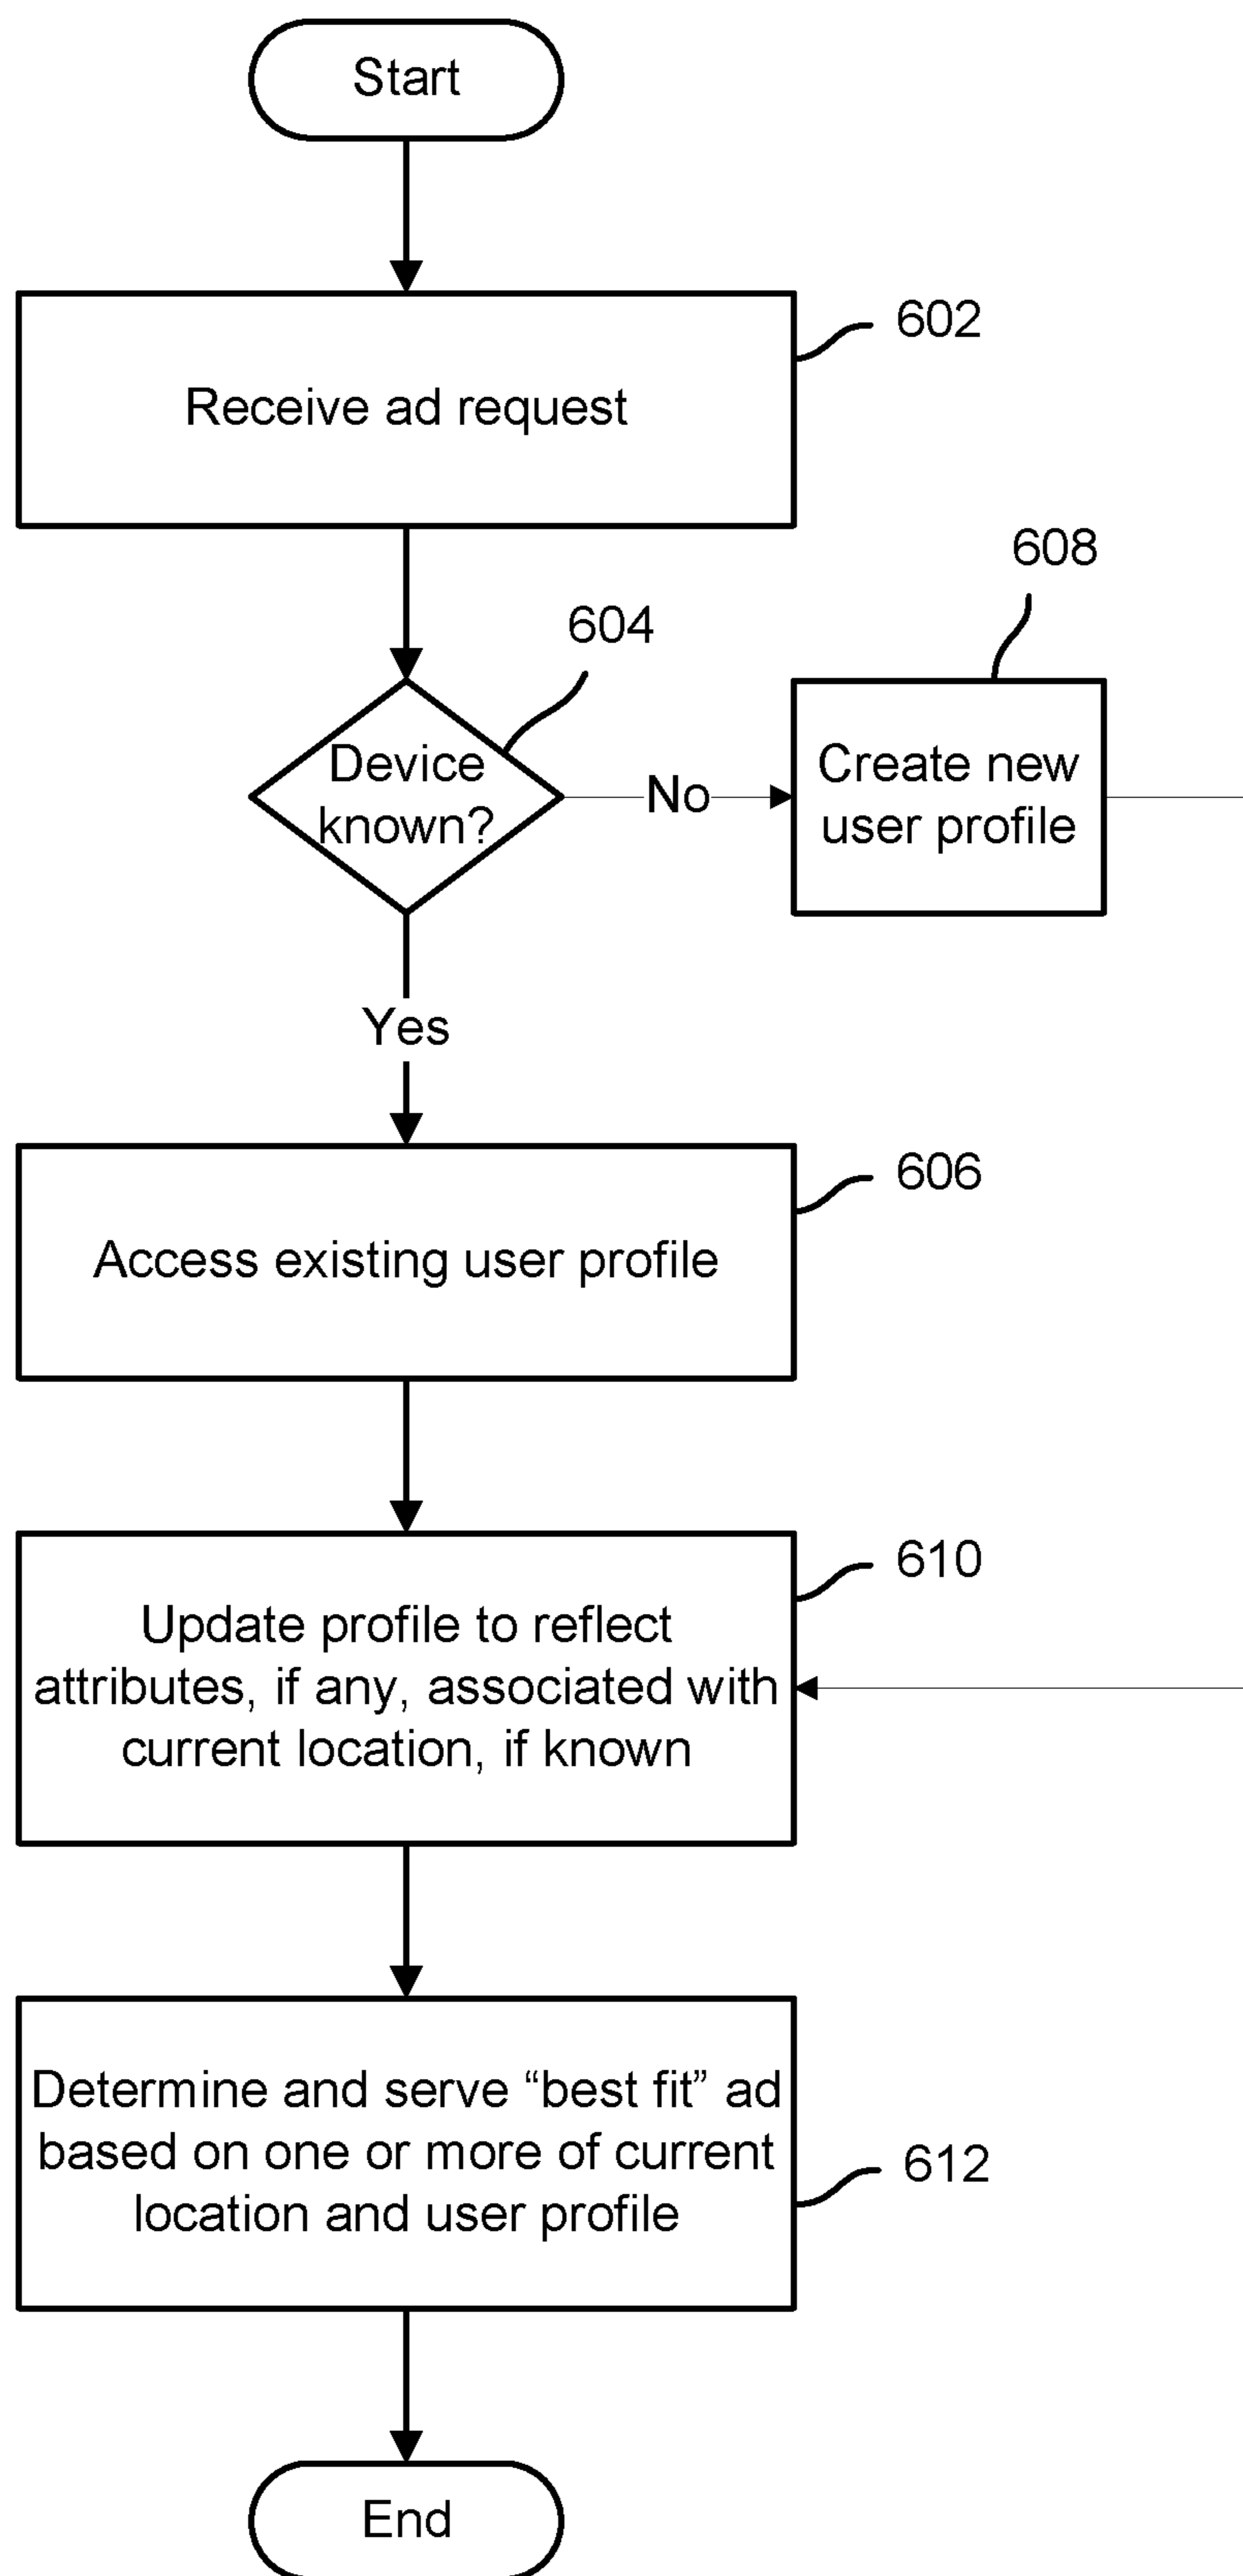 Start
602
Receive ad request
608
604
Device
known?
No
Create new
user profile
Yes
606
Access existing user profile
610
Update profile to reflect
attributes, if any, associated with
current location, if known
Determine and serve “best fit” ad
based on one or more of current
location and user profile
612
End